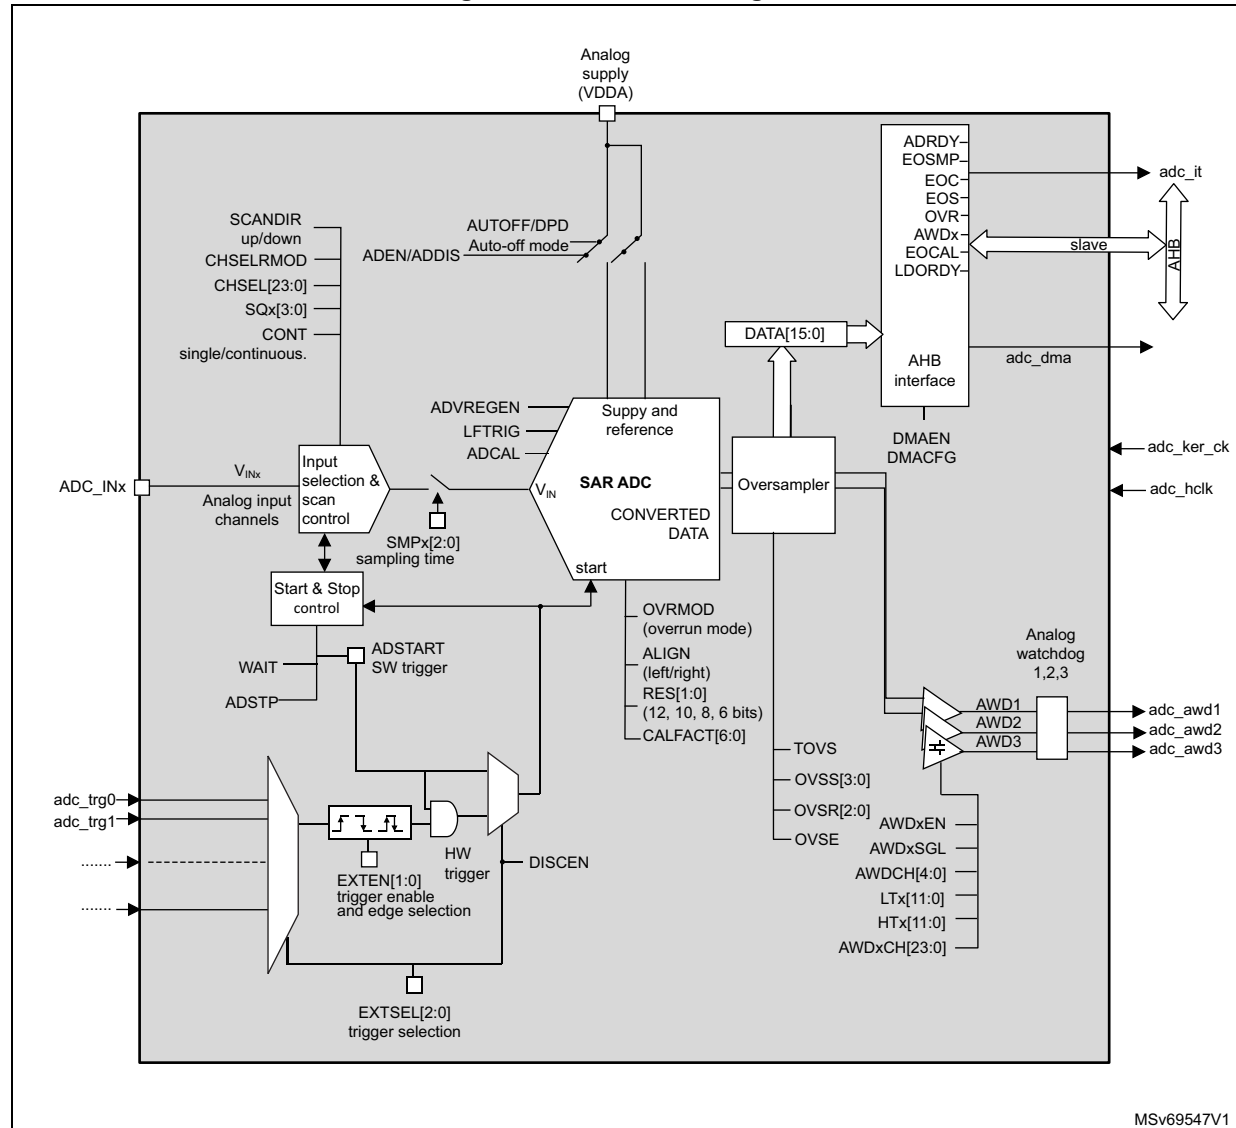 Analog
supply
(VDDA)
SCANDIR
up/down
CHSELRMOD
CHSEL[23:0]
SQx[3:0]
CONT
single/continuous.
AUTOFF/DPD
Auto-off mode
ADEN/ADDIS
ADRDY
EOSMP
EOC
EOS
OVR
AWDx
EOCAL
LDORDY
AHB
interface
adc_it
slave
AHB
adc_dma
DMAEN
DMACFG
DATA[15:0]
adc_ker_ck
adc_hclk
ADVREGEN
LFTRIG
ADCAL
Suppy and
reference
SAR ADC
CONVERTED
DATA
VIN
start
Oversampler
ADC_INx
VINx
Analog input
channels
Input
selection &
scan
control
SMPx[2:0]
sampling time
Start & Stop
control
WAIT
ADSTP
ADSTART
SW trigger
OVRMOD
(overrun mode)
ALIGN
(left/right)
RES[1:0]
(12, 10, 8, 6 bits)
CALFACT[6:0]
Analog
watchdog
1,2,3
AWD1
AWD2
AWD3
adc_awd1
adc_awd2
adc_awd3
TOVS
OVSS[3:0]
OVSR[2:0]
OVSE
AWDxEN
AWDxSGL
AWDCH[4:0]
LTx[11:0]
HTx[11:0]
AWDxCH[23:0]
adc_trg0
adc_trg1
.......
.......
EXTEN[1:0]
trigger enable
and edge selection
HW
trigger
DISCEN
EXTSEL[2:0]
trigger selection
MSv69547V1